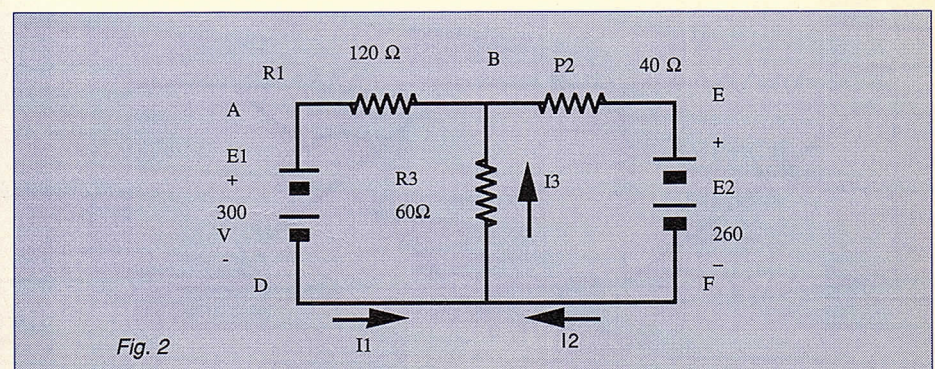 120 Ω
B
R1
P2
40 Ω
A
E
E1
+
+
R3
I3
E2
300
60Ω
V
260
-
–
D
F
I1
I2
Fig. 2